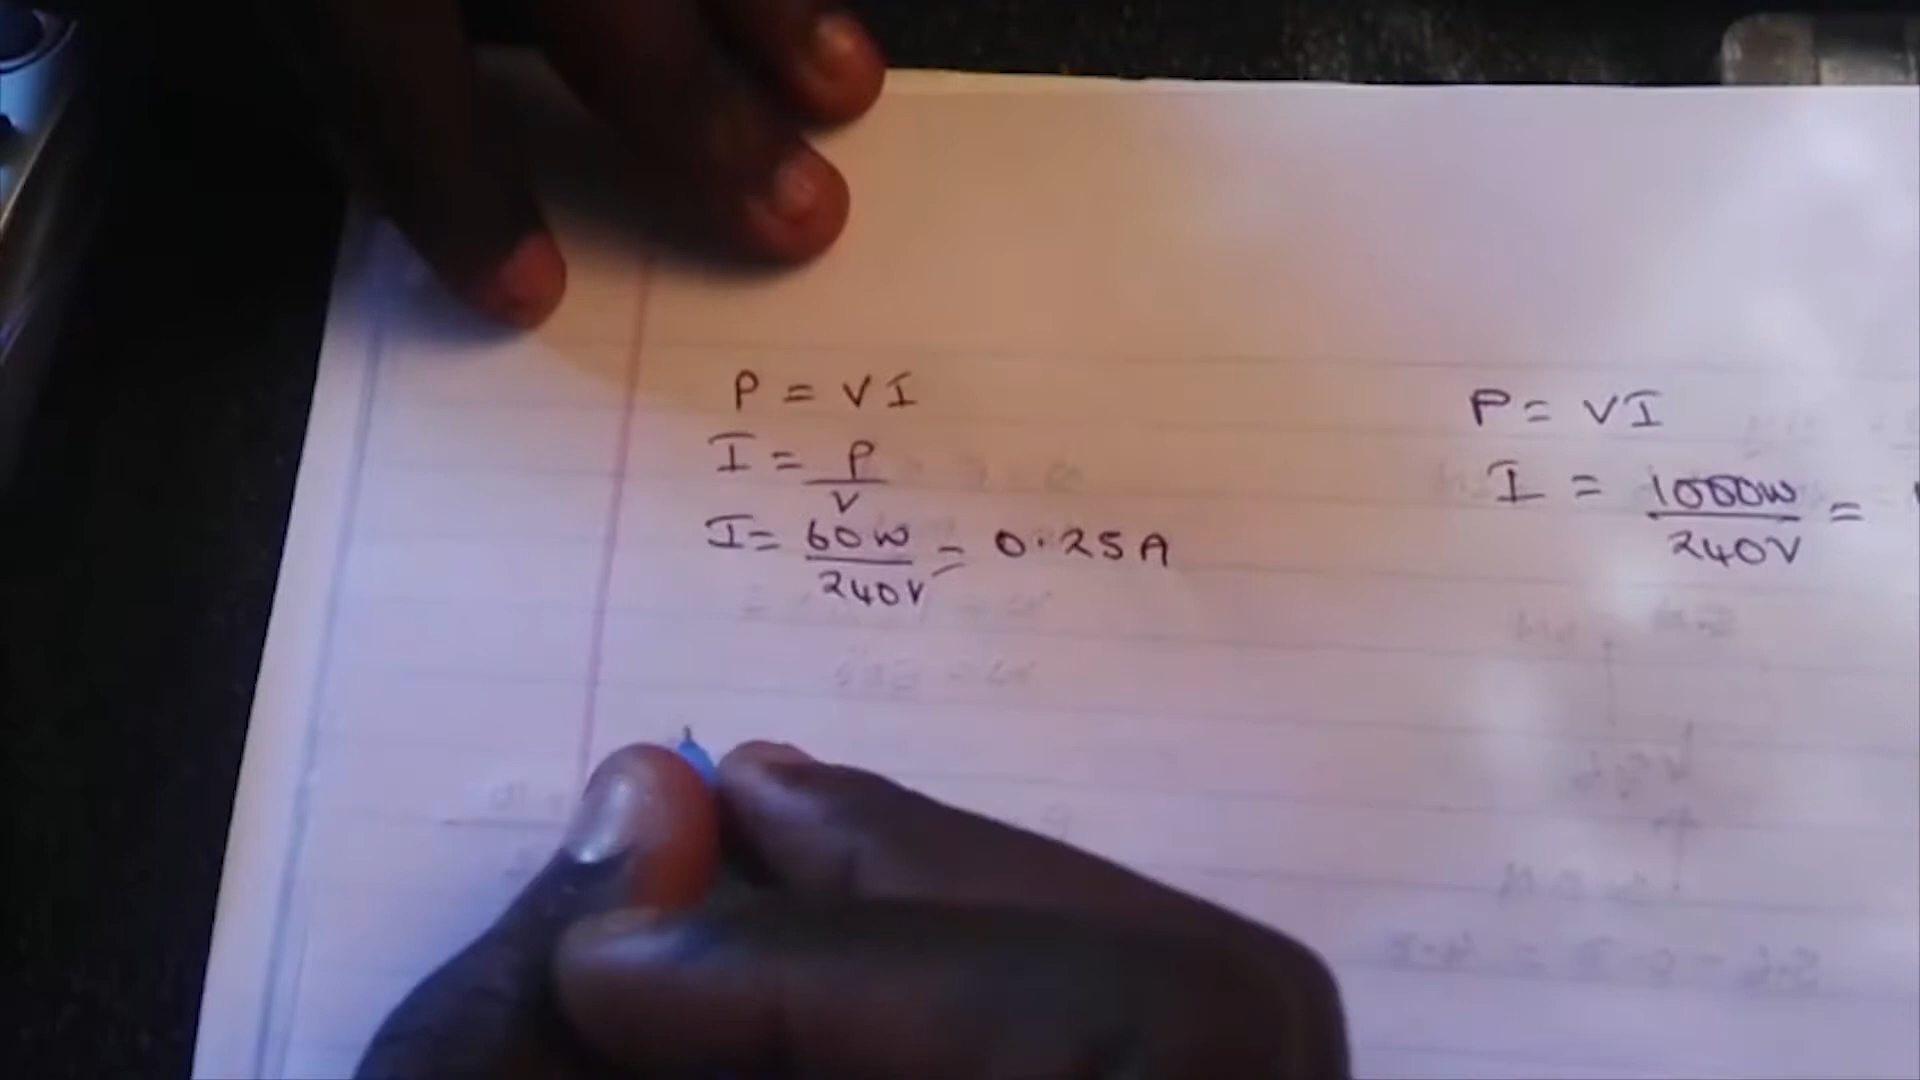 P = VI
I = P/V
I = 60W/240V = 0.25A
P = VI
I = 1000W/240V =